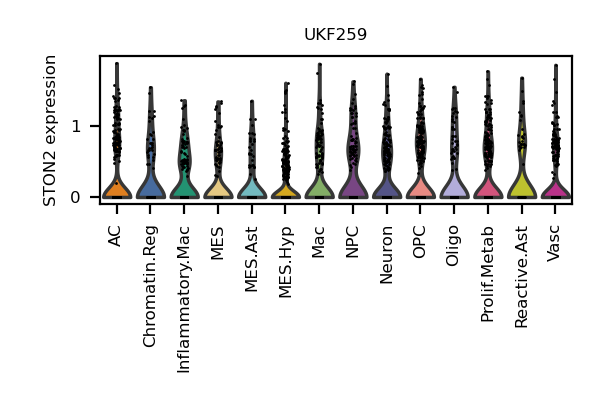 UKF259
STON2 expression
1
0
AC
Chromatin.Reg
Inflammatory.Mac
MES
MES.Ast
MES.Hyp
Mac
NPC
Neuron
OPC
Oligo
Prolif.Metab
Reactive.Ast
Vasc